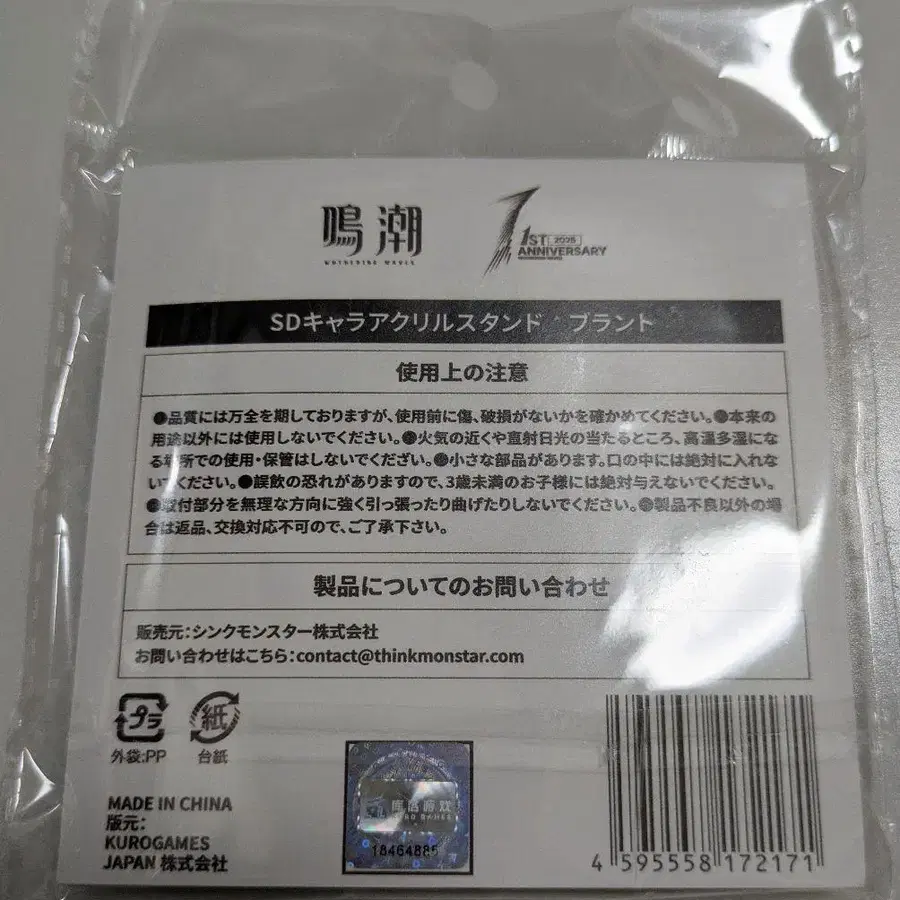 鳴潮
WUTHERING WAVES
1ST 2025
ANNIVERSARY
SDキャラアクリルスタンド ブラント
使用上の注意
●品質には万全を期しておりますが、使用前に傷、破損がないかを確かめてください。●本来の
用途以外には使用しないでください。●火気の近くや直射日光の当たるところ、高温多湿にな
る場所での使用・保管はしないでください。●小さな部品があります。口の中には絶対に入れな
いでください。●誤飲の恐れがありますので、3歳未満のお子様には絶対与えないでください。
●取付部分を無理な方向に強く引っ張ったり曲げたりしないでください。●製品不良以外の場
合は返品、交換対応不可ので、ご了承下さい。
製品についてのお問い合わせ
販売元:シンクモンスター株式会社
お問い合わせはこちら:contact@thinkmonstar.com
プラ 紙
外袋:PP 台紙
MADE IN CHINA
版元:
KUROGAMES
JAPAN 株式会社
库洛游戏
KURO GAMES
18464885
4 595558 172171